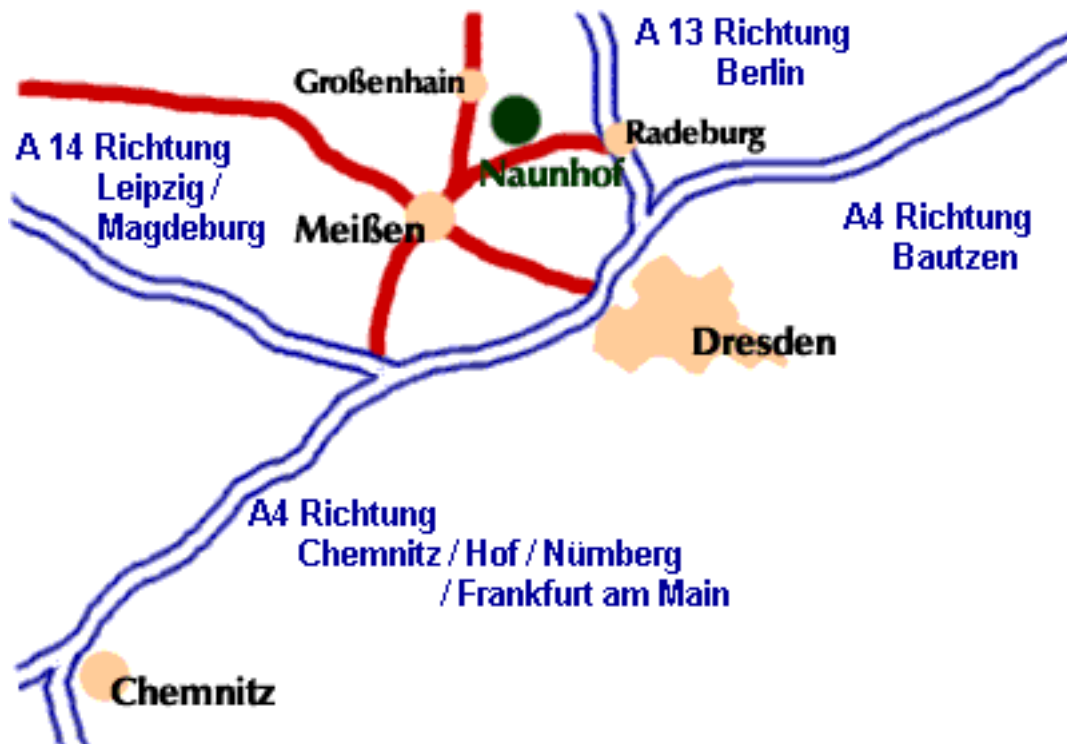 A 13 Richtung
Berlin
Großenhain
Radeburg
A 14 Richtung
Leipzig /
Magdeburg
Naunhof
Meißen
A4 Richtung
Bautzen
Dresden
A4 Richtung
Chemnitz / Hof / Nürnberg
/ Frankfurt am Main
Chemnitz